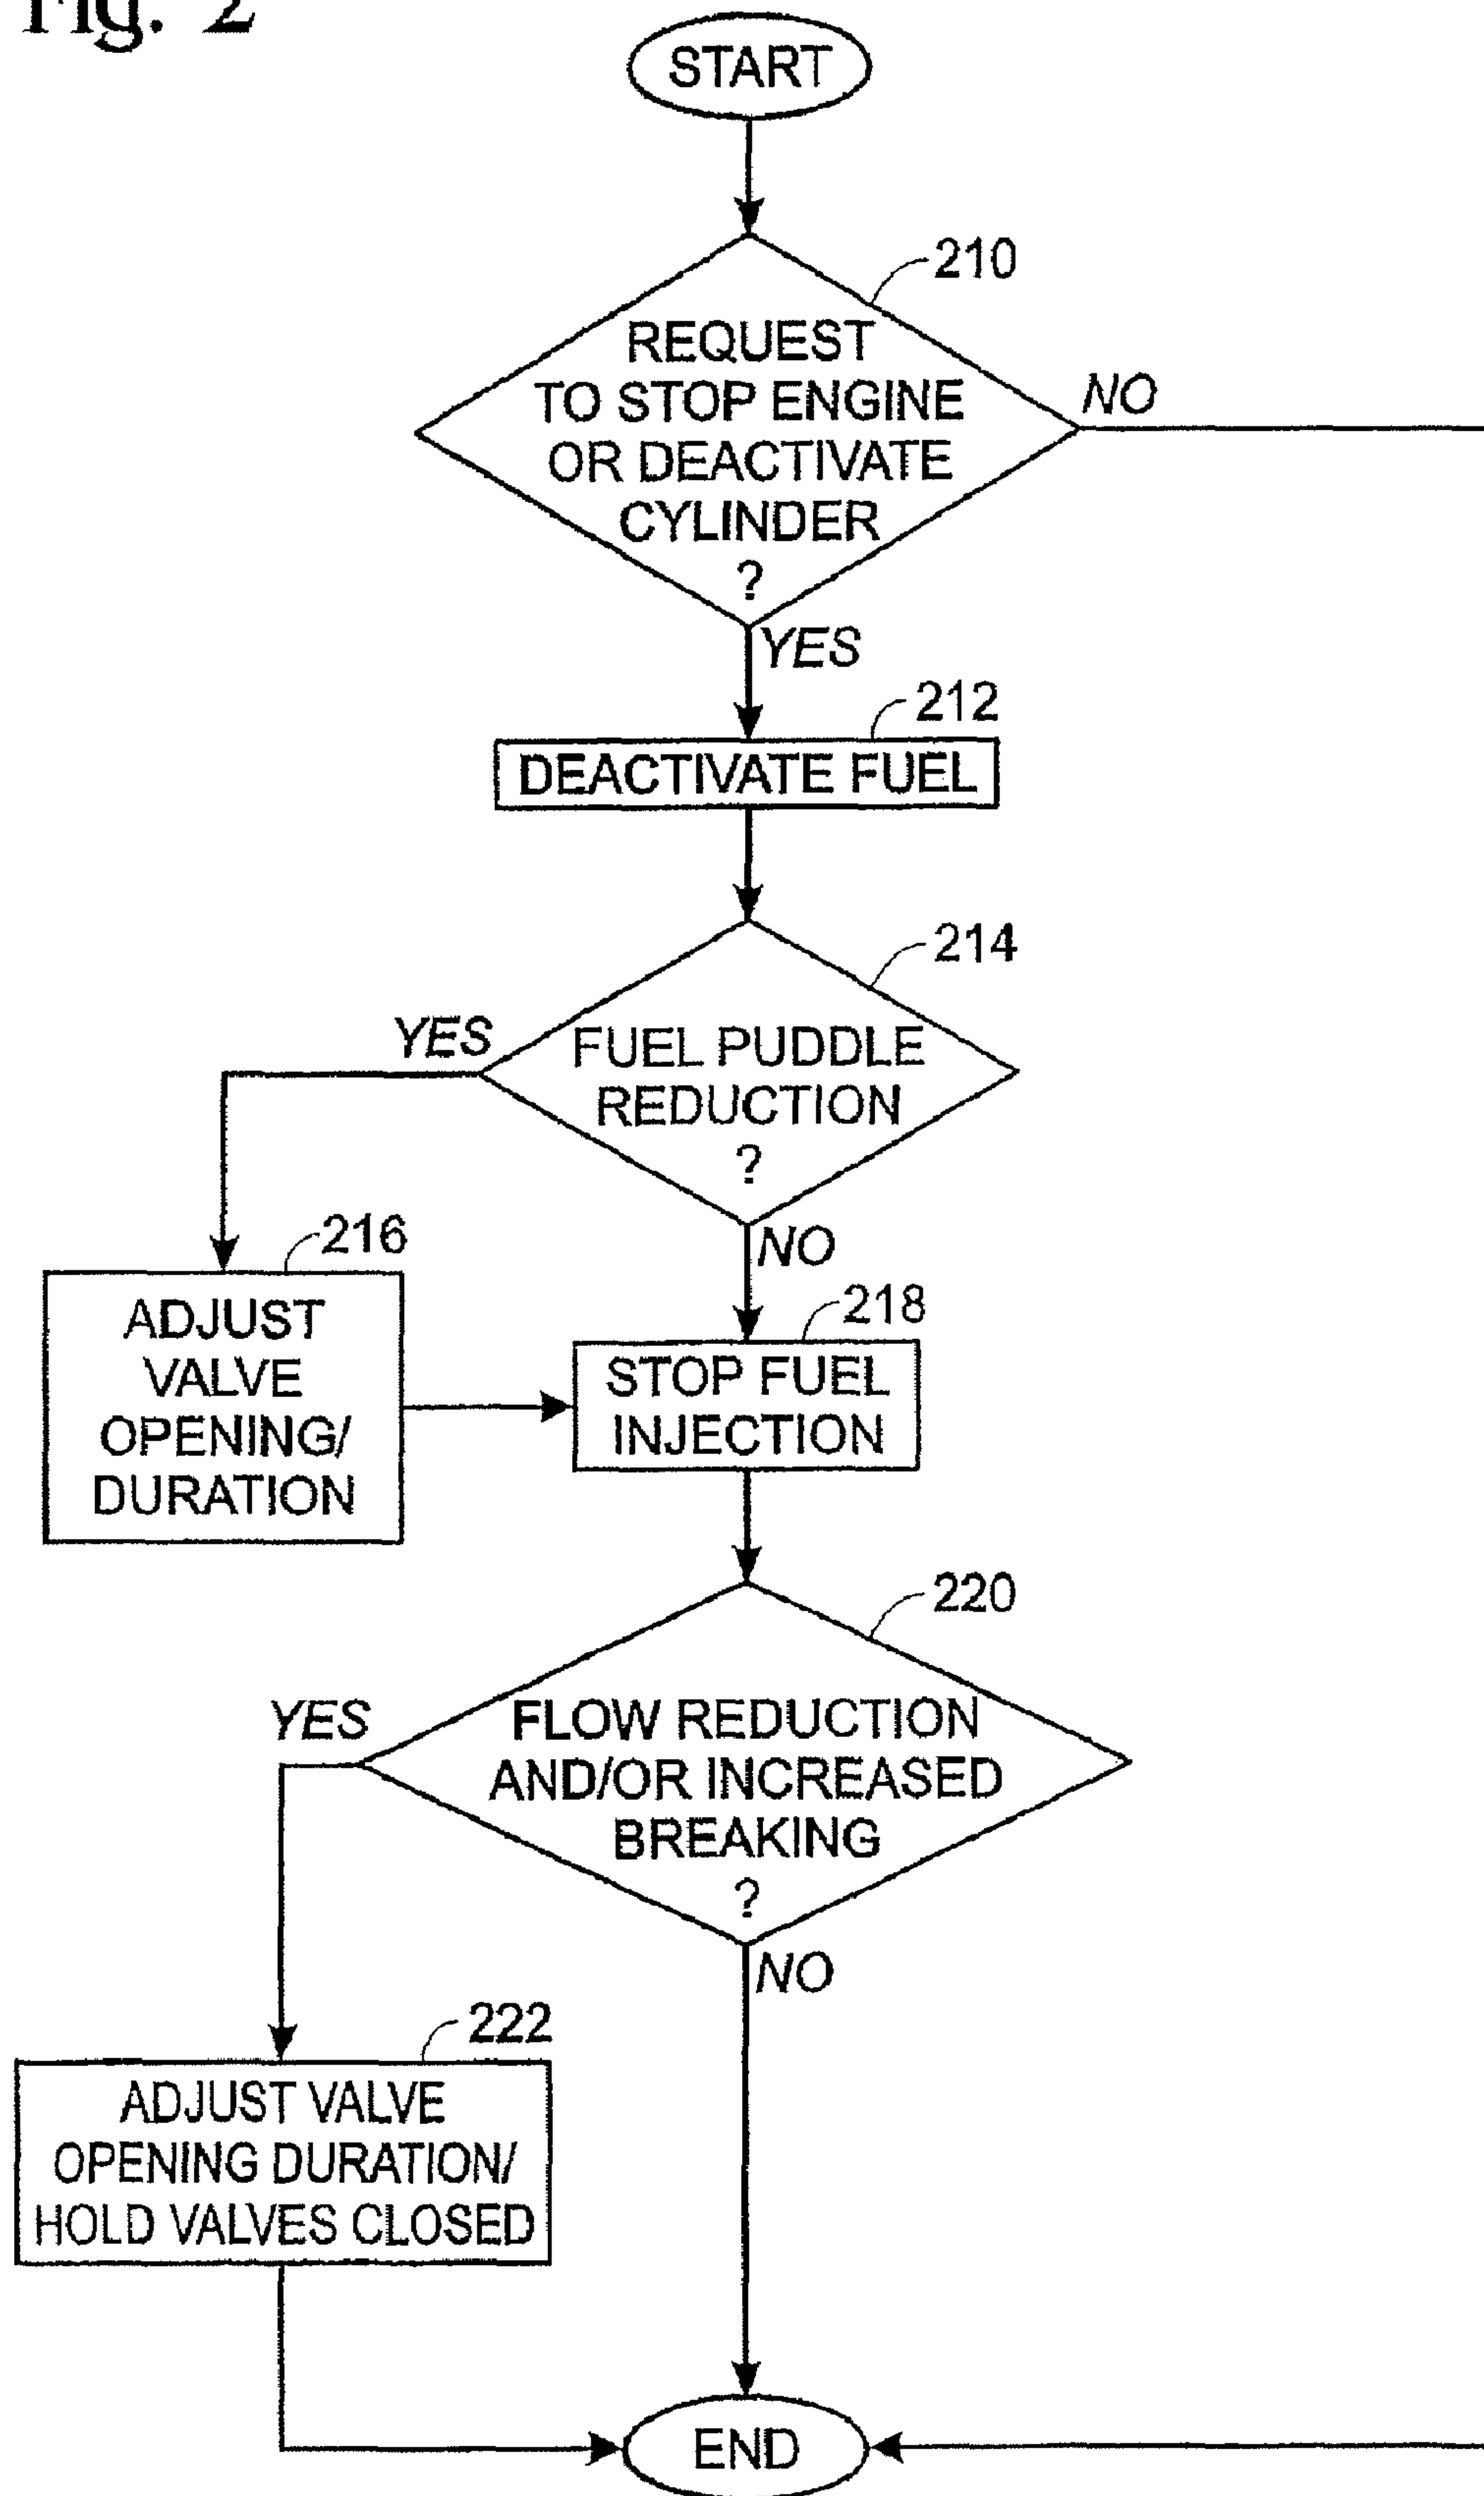 Fig. 2
START
210
REQUEST
TO STOP ENGINE
OR DEACTIVATE
CYLINDER
?
NO
YES
212
DEACTIVATE FUEL
214
YES
FUEL PUDDLE
REDUCTION
?
NO
216
ADJUST
VALVE
OPENING/
DURATION
218
STOP FUEL
INJECTION
220
YES
FLOW REDUCTION
AND/OR INCREASED
BREAKING
?
NO
222
ADJUST VALVE
OPENING DURATION/
HOLD VALVES CLOSED
END